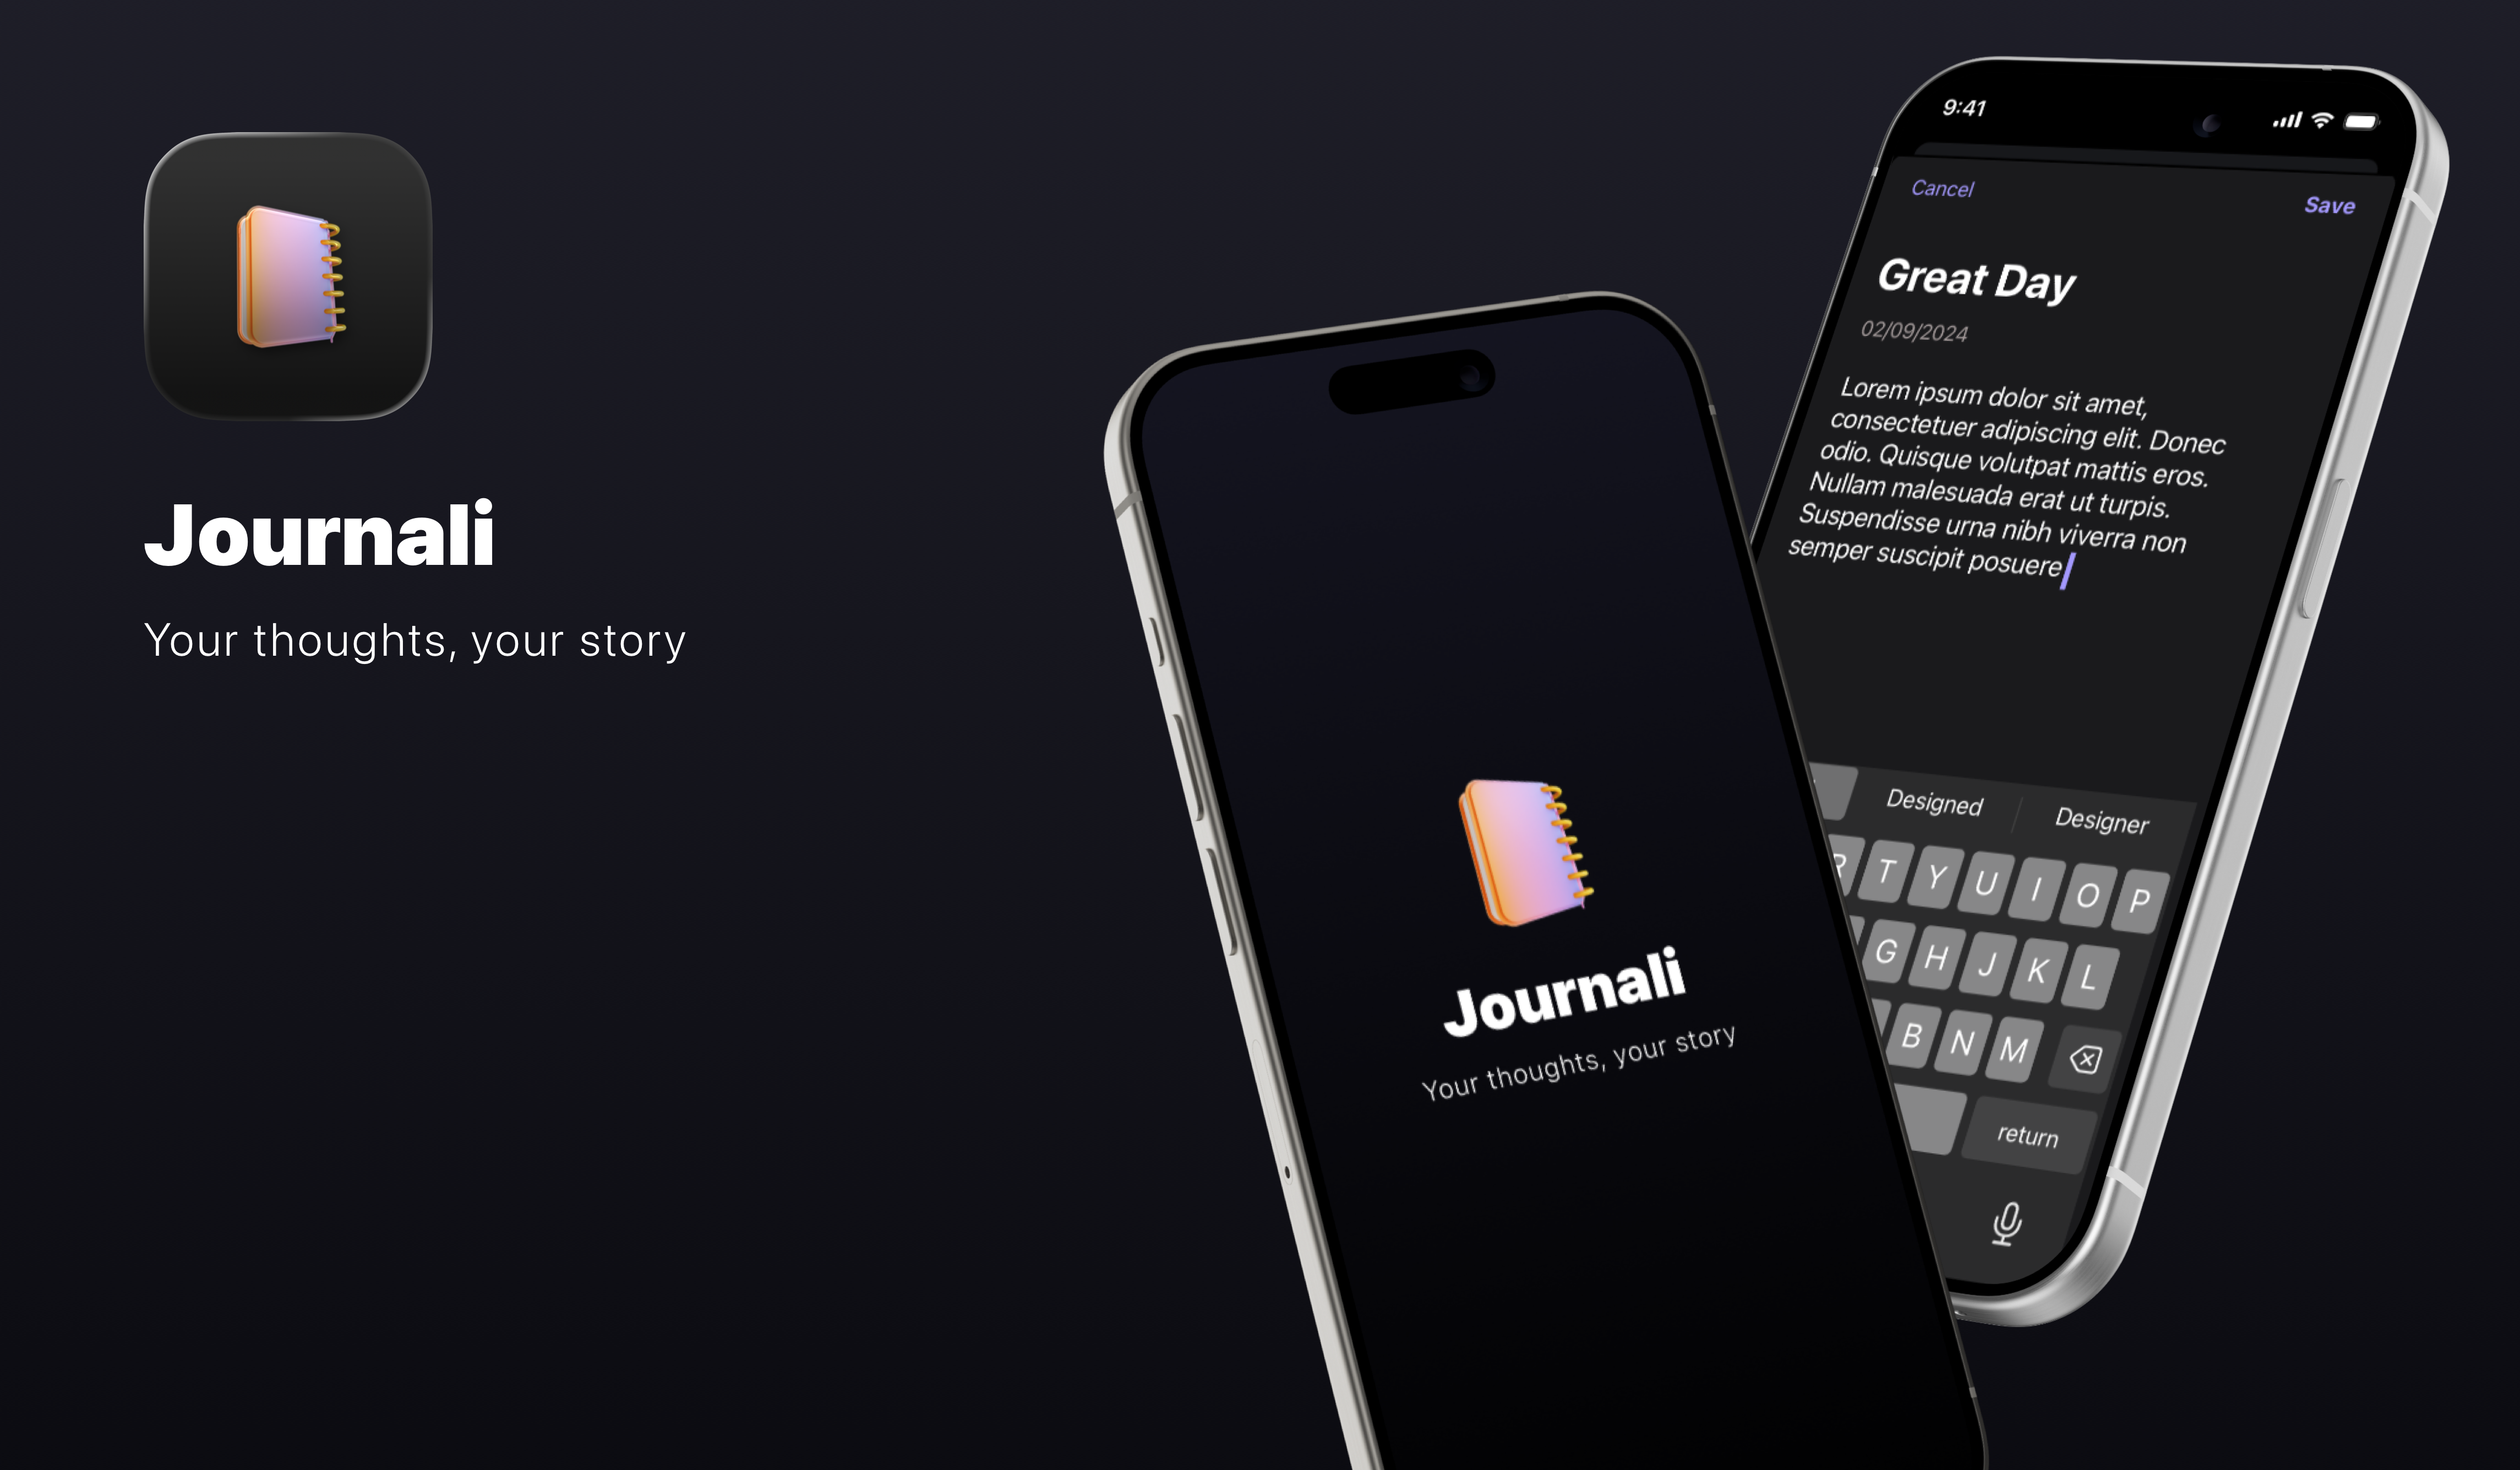 Journali
Your thoughts, your story
Journali
Your thoughts, your story
9:41
Cancel
Save
Great Day
02/09/2024
Lorem ipsum dolor sit amet,
consectetuer adipiscing elit. Donec
odio. Quisque volutpat mattis eros.
Nullam malesuada erat ut turpis.
Suspendisse urna nibh viverra non
semper suscipit posuere
Designed
Designer
R T Y U I O P
G H J K L
B N M
return